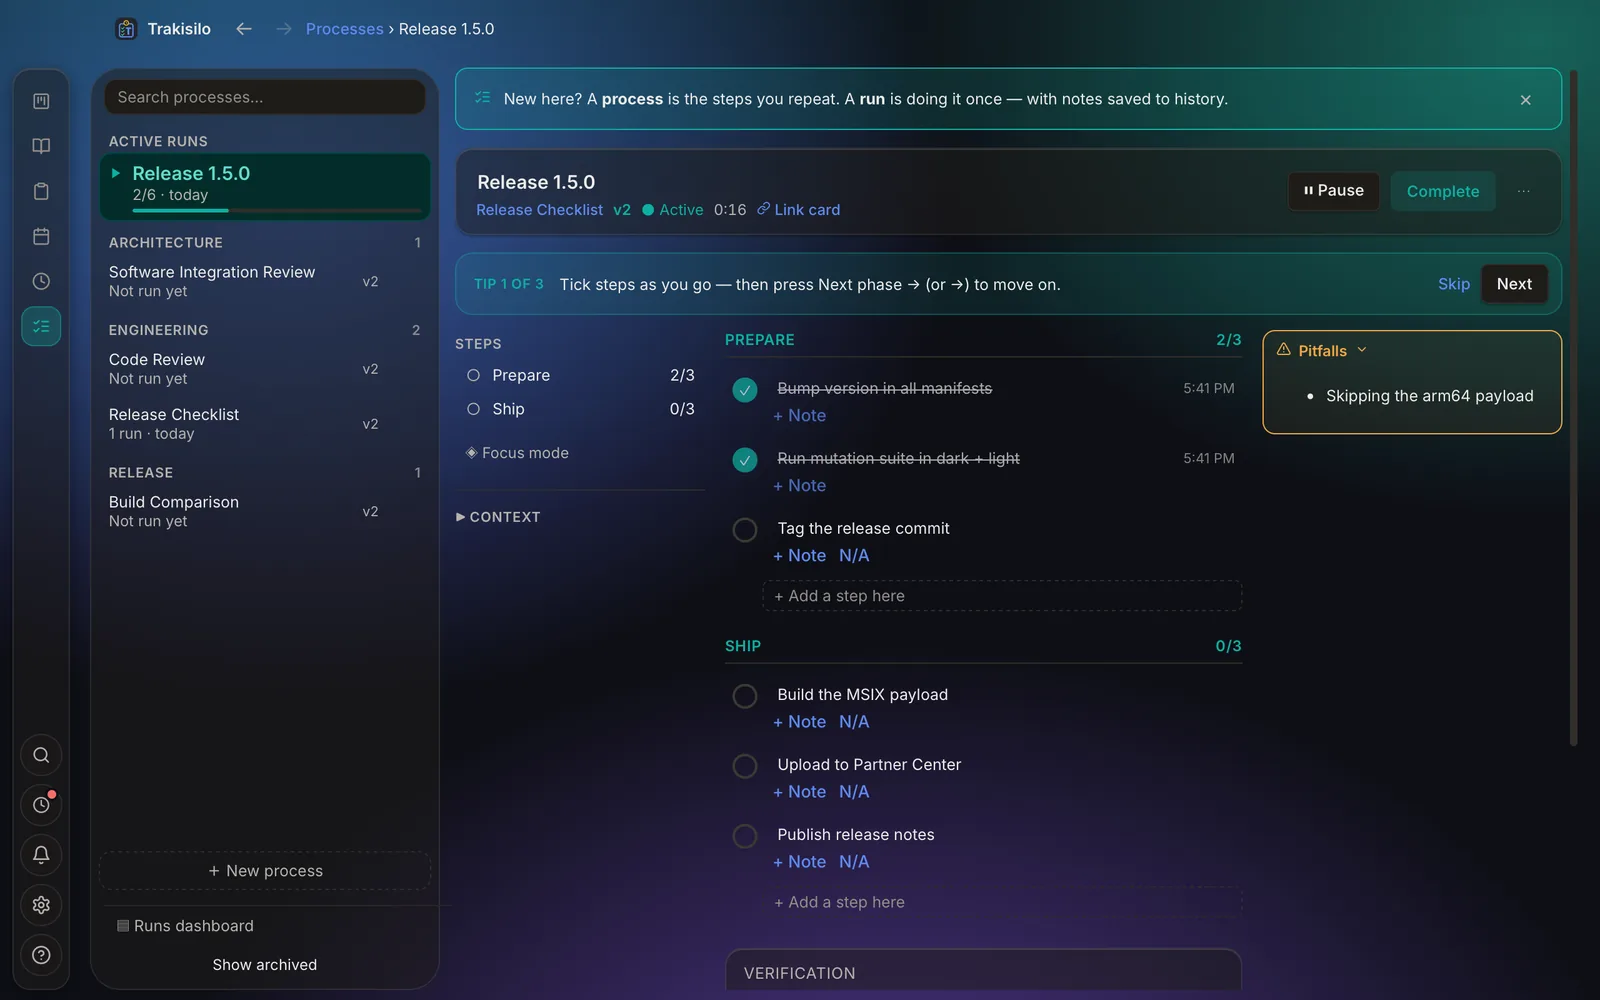 Trakisilo
Processes › Release 1.5.0
Search processes...
ACTIVE RUNS
Release 1.5.0
2/6 · today
ARCHITECTURE 1
Software Integration Review
Not run yet
v2
ENGINEERING 2
Code Review
Not run yet
v2
Release Checklist
1 run · today
v2
RELEASE 1
Build Comparison
Not run yet
v2
+ New process
Runs dashboard
Show archived
New here? A process is the steps you repeat. A run is doing it once — with notes saved to history.
Release 1.5.0
Release Checklist v2 Active 0:16 Link card
Pause
Complete
TIP 1 OF 3 Tick steps as you go — then press Next phase → (or →) to move on.
Skip
Next
STEPS
Prepare 2/3
Ship 0/3
Focus mode
CONTEXT
PREPARE 2/3
Bump version in all manifests 5:41 PM
+ Note
Run mutation suite in dark + light 5:41 PM
+ Note
Tag the release commit
+ Note N/A
+ Add a step here
SHIP 0/3
Build the MSIX payload
+ Note N/A
Upload to Partner Center
+ Note N/A
Publish release notes
+ Note N/A
+ Add a step here
VERIFICATION
Pitfalls
• Skipping the arm64 payload